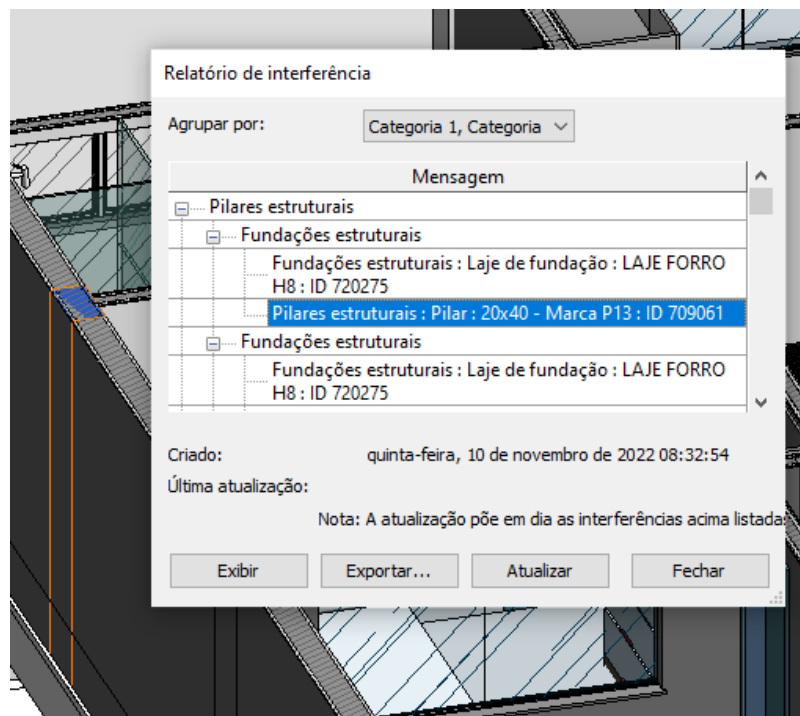 Relatório de interferência
Agrupar por:
Categoria 1, Categoria
Mensagem
Pilares estruturais
Fundações estruturais
Fundações estruturais : Laje de fundação : LAJE FORRO
H8 : ID 720275
Pilares estruturais : Pilar : 20x40 - Marca P13 : ID 709061
Fundações estruturais
Fundações estruturais : Laje de fundação : LAJE FORRO
H8 : ID 720275
Criado:
quinta-feira, 10 de novembro de 2022 08:32:54
Última atualização:
Nota: A atualização põe em dia as interferências acima listadas
Exibir
Exportar...
Atualizar
Fechar